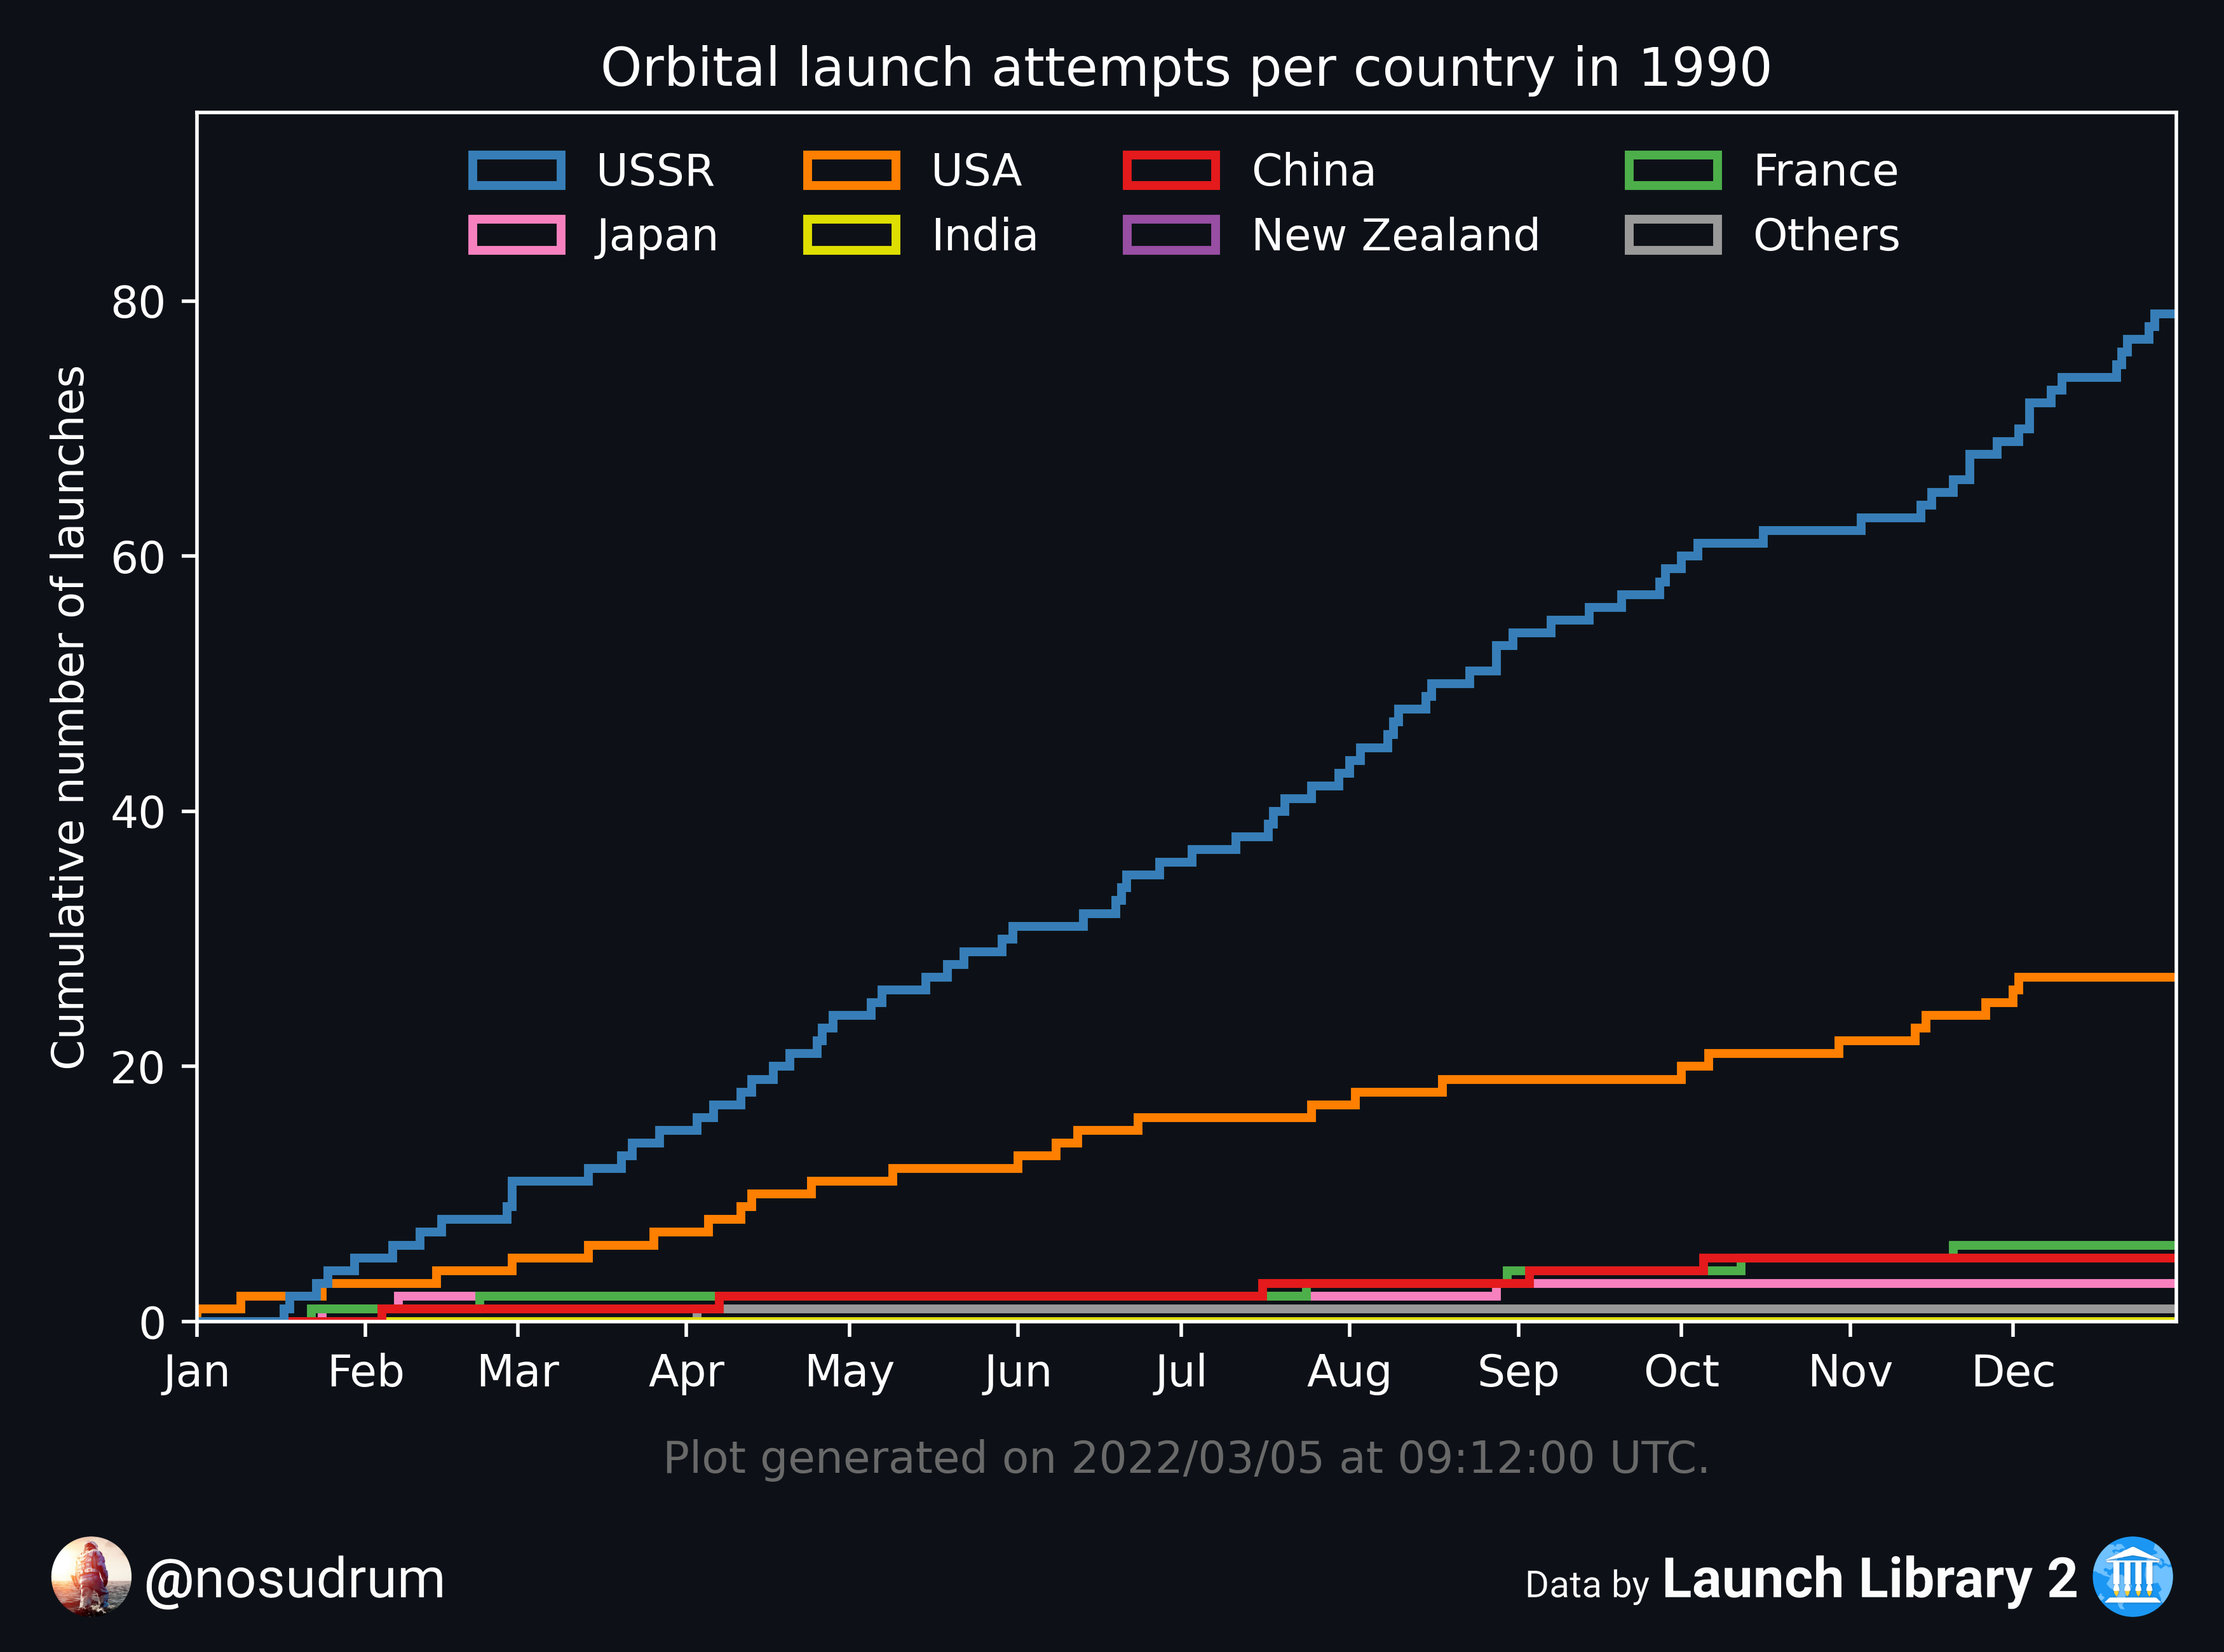 Orbital launch attempts per country in 1990
USSR USA China France
Japan India New Zealand Others
Cumulative number of launches
80
60
40
20
0
Jan Feb Mar Apr May Jun Jul Aug Sep Oct Nov Dec
Plot generated on 2022/03/05 at 09:12:00 UTC.
@nosudrum
Data by Launch Library 2